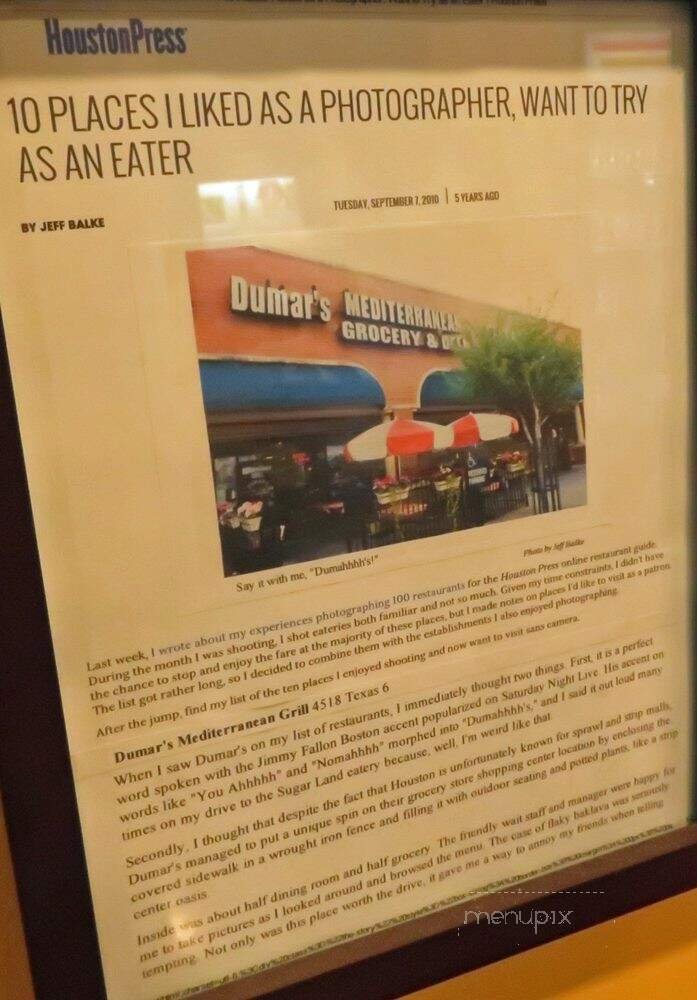 HoustonPress
10 PLACES I LIKED AS A PHOTOGRAPHER, WANT TO TRY
AS AN EATER
TUESDAY, SEPTEMBER 7, 2010 | 5 YEARS AGO
BY JEFF BALKE
Dumar's MEDITERRANEAN
GROCERY &
Photo by Jeff Balke
Say it with me, "Dumahhhh's!"
Last week, I wrote about my experiences photographing 100 restaurants for the Houston Press online restaurant guide.
During the month I was shooting, I shot eateries both familiar and not so much. Given my time constraints, I didn't have
the chance to stop and enjoy the fare at the majority of these places, but I made notes on places I'd like to visit as a patron.
The list got rather long, so I decided to combine them with the establishments I also enjoyed photographing.
After the jump, find my list of the ten places I enjoyed shooting and now want to visit sans camera.
Dumar's Mediterranean Grill 4518 Texas 6
When I saw Dumar's on my list of restaurants, I immediately thought two things. First, it is a perfect
word spoken with the Jimmy Fallon Boston accent popularized on Saturday Night Live. His accent on
words like "You Ahhhhh" and "Nomahhhh" morphed into "Dumahhhh's," and I said it out loud many
times on my drive to the Sugar Land eatery because, well, I'm weird like that.
Secondly, I thought that despite the fact that Houston is unfortunately known for sprawl and strip malls,
Dumar's managed to put a unique spin on their grocery store shopping center location by enclosing the
covered sidewalk in a wrought iron fence and filling it with outdoor seating and potted plants, like a strip
center oasis.
Inside was about half dining room and half grocery. The friendly wait staff and manager were happy for
me to take pictures as I looked around and browsed the menu. The case of flaky baklava was seriously
tempting. Not only was this place worth the drive, it gave me a way to annoy my friends when telling
menupix